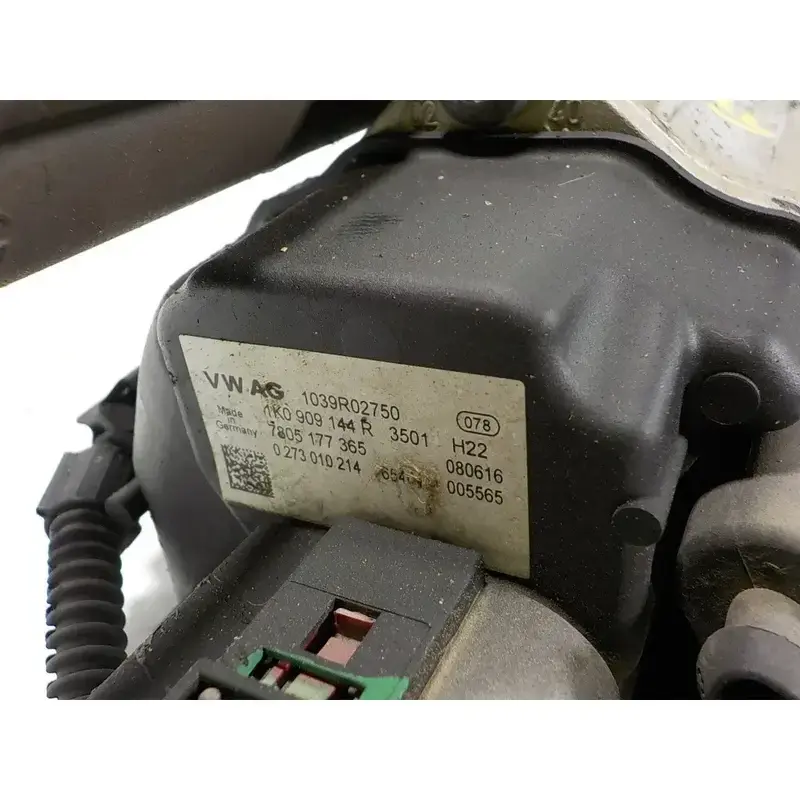 VW AG 1039R02750 078
Made in Germany
1K0 909 144 R 3501 H22
7805 177 365 080616
0 273 010 214 005565